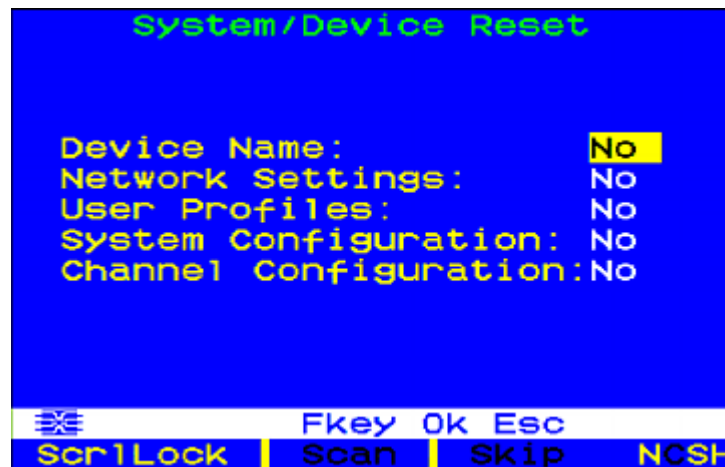 System/Device Reset
Device Name: No
Network Settings: No
User Profiles: No
System Configuration: No
Channel Configuration:No
Fkey Ok Esc
ScrlLock Scan Skip NCSH